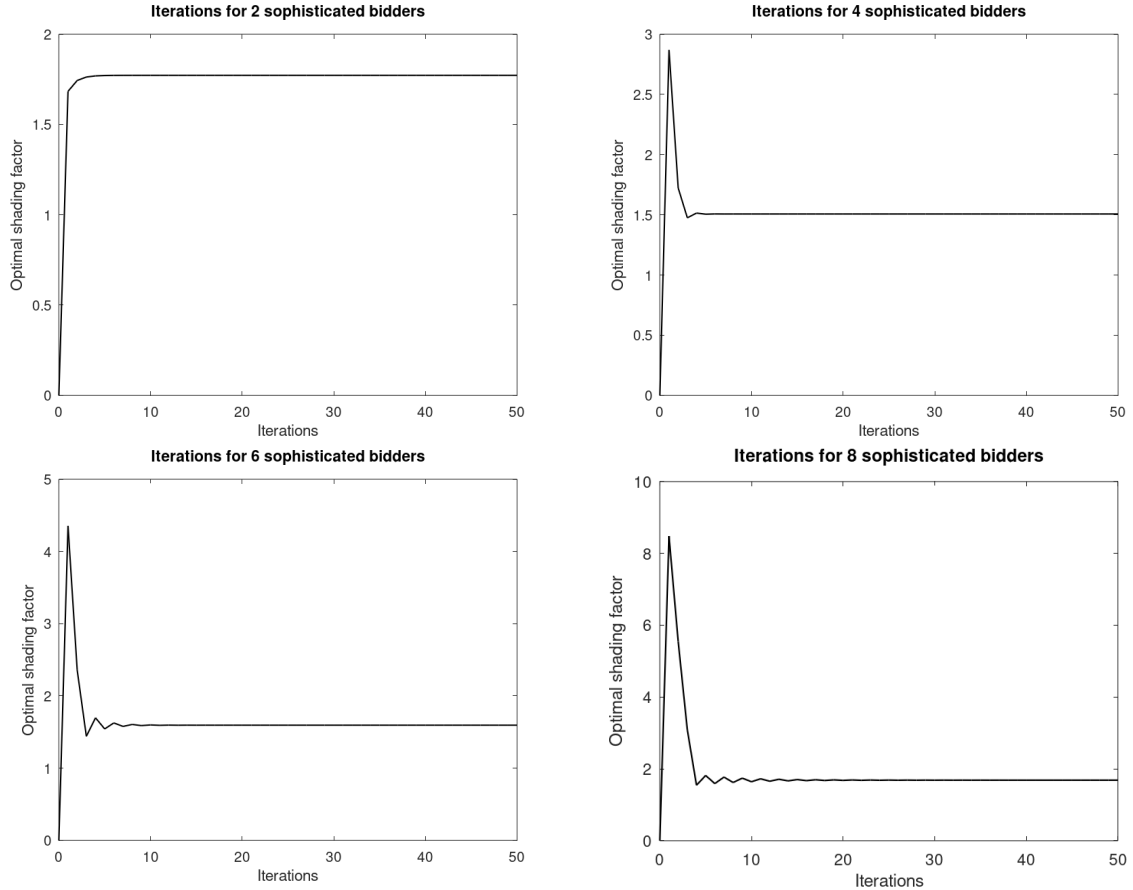 Iterations for 2 sophisticated bidders
2
1.5
1
0.5
0
Optimal shading factor
0 10 20 30 40 50
Iterations
Iterations for 4 sophisticated bidders
3
2.5
2
1.5
1
0.5
0
Optimal shading factor
0 10 20 30 40 50
Iterations
Iterations for 6 sophisticated bidders
5
4
3
2
1
0
Optimal shading factor
0 10 20 30 40 50
Iterations
Iterations for 8 sophisticated bidders
10
8
6
4
2
0
Optimal shading factor
0 10 20 30 40 50
Iterations